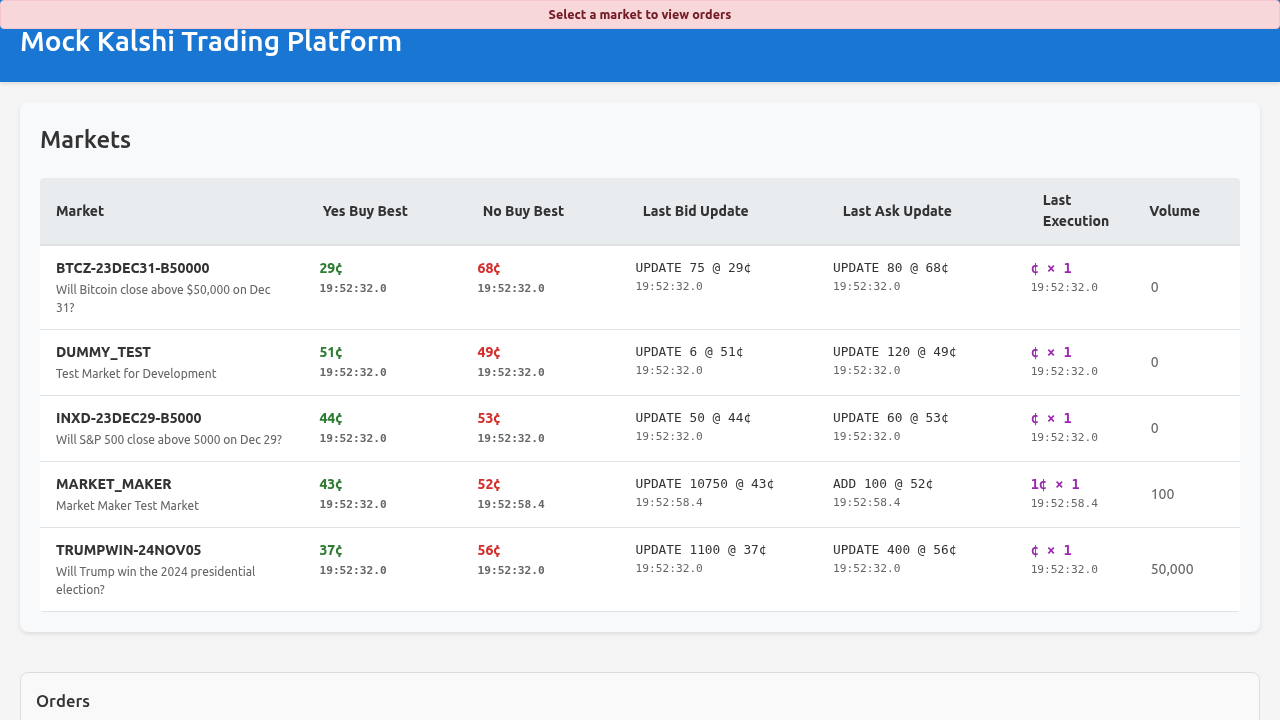 Select a market to view orders
Mock Kalshi Trading Platform
Markets
Market Yes Buy Best No Buy Best Last Bid Update Last Ask Update Last Execution Volume
BTCZ-23DEC31-B50000 29¢ 68¢ UPDATE 75 @ 29¢ UPDATE 80 @ 68¢ ¢ × 1
Will Bitcoin close above $50,000 on Dec 31? 19:52:32.0 19:52:32.0 19:52:32.0 19:52:32.0 19:52:32.0 0
DUMMY_TEST 51¢ 49¢ UPDATE 6 @ 51¢ UPDATE 120 @ 49¢ ¢ × 1
Test Market for Development 19:52:32.0 19:52:32.0 19:52:32.0 19:52:32.0 19:52:32.0 0
INXD-23DEC29-B5000 44¢ 53¢ UPDATE 50 @ 44¢ UPDATE 60 @ 53¢ ¢ × 1
Will S&P 500 close above 5000 on Dec 29? 19:52:32.0 19:52:32.0 19:52:32.0 19:52:32.0 19:52:32.0 0
MARKET_MAKER 43¢ 52¢ UPDATE 10750 @ 43¢ ADD 100 @ 52¢ 1¢ × 1
Market Maker Test Market 19:52:32.0 19:52:58.4 19:52:58.4 19:52:58.4 19:52:58.4 100
TRUMPWIN-24NOV05 37¢ 56¢ UPDATE 1100 @ 37¢ UPDATE 400 @ 56¢ ¢ × 1
Will Trump win the 2024 presidential election? 19:52:32.0 19:52:32.0 19:52:32.0 19:52:32.0 19:52:32.0 50,000
Orders